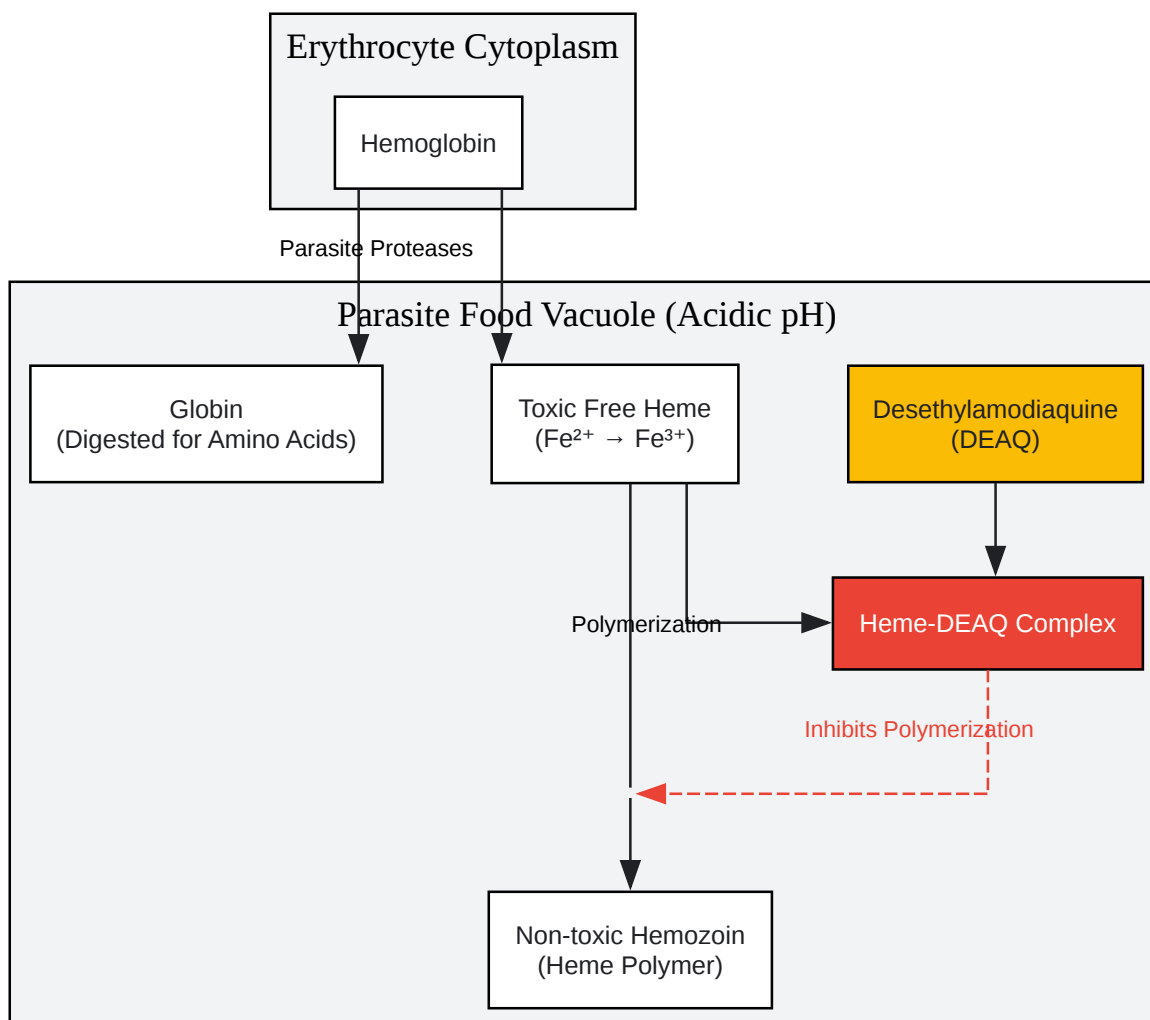 Erythrocyte Cytoplasm
Hemoglobin
Parasite Proteases
Parasite Food Vacuole (Acidic pH)
Globin
(Digested for Amino Acids)
Toxic Free Heme
(Fe²⁺ → Fe³⁺)
Desethylamodiaquine
(DEAQ)
Polymerization
Heme-DEAQ Complex
Inhibits Polymerization
Non-toxic Hemozoin
(Heme Polymer)